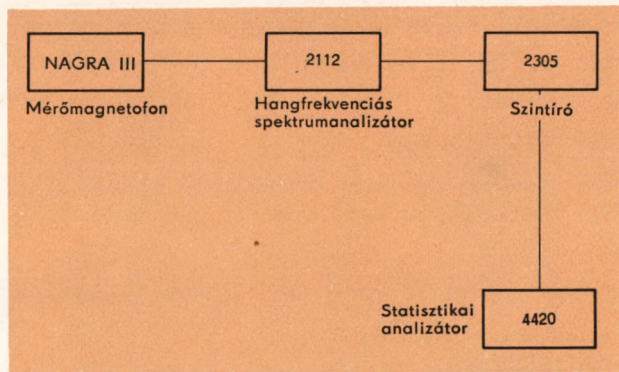 NAGRA III
Mérőmagnetofon
2112
Hangfrekvenciás
spektrumanalizátor
2305
Szintíró
Statisztikai
analizátor
4420